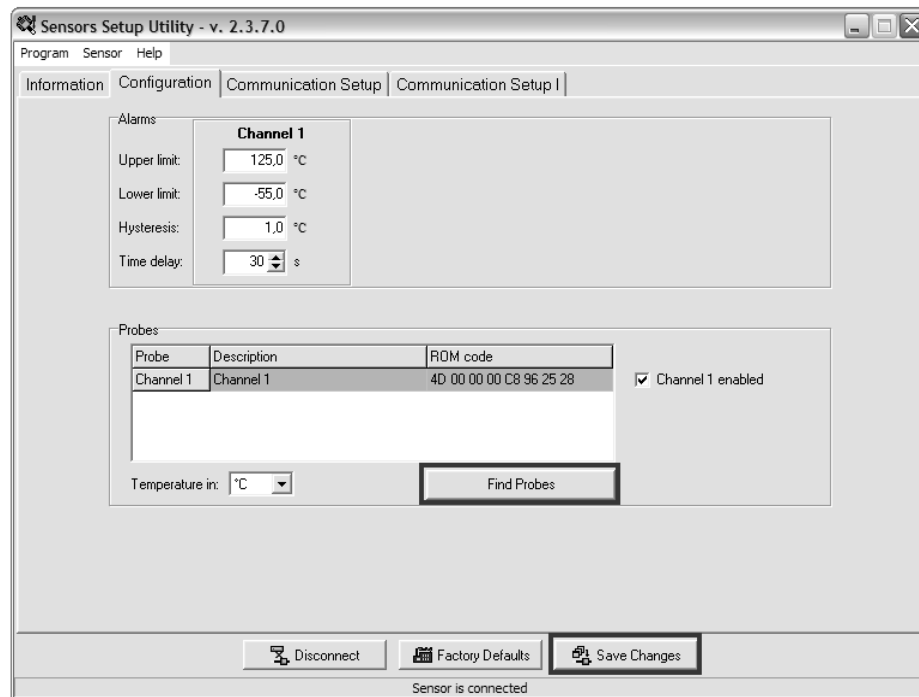 Sensors Setup Utility - v. 2.3.7.0
Program Sensor Help
Information Configuration Communication Setup Communication Setup I
Alarms
Channel 1
Upper limit: 125,0 °C
Lower limit: -55,0 °C
Hysteresis: 1,0 °C
Time delay: 30 s
Probes
Probe Description ROM code
Channel 1 Channel 1 4D 00 00 00 C8 96 25 28 Channel 1 enabled
Temperature in: °C Find Probes
Disconnect Factory Defaults Save Changes
Sensor is connected